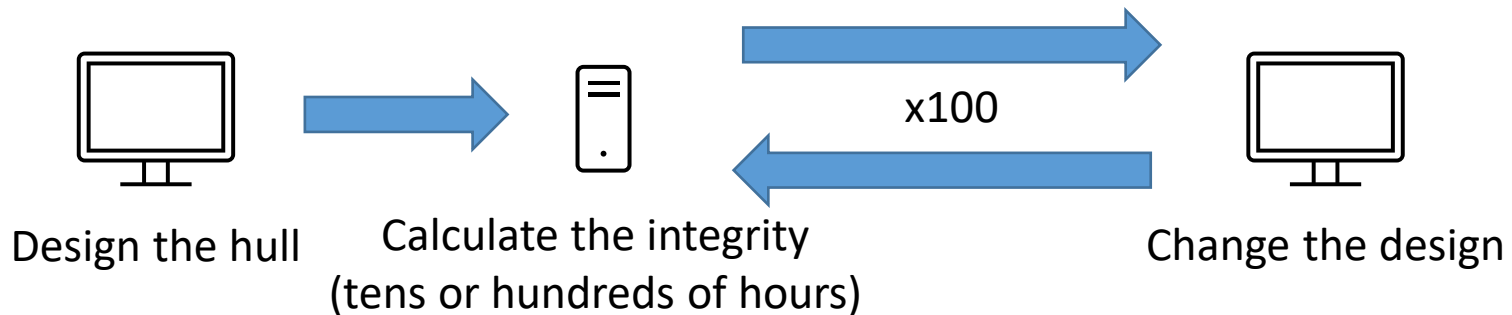 x100
Design the hull
Calculate the integrity
(tens or hundreds of hours)
Change the design